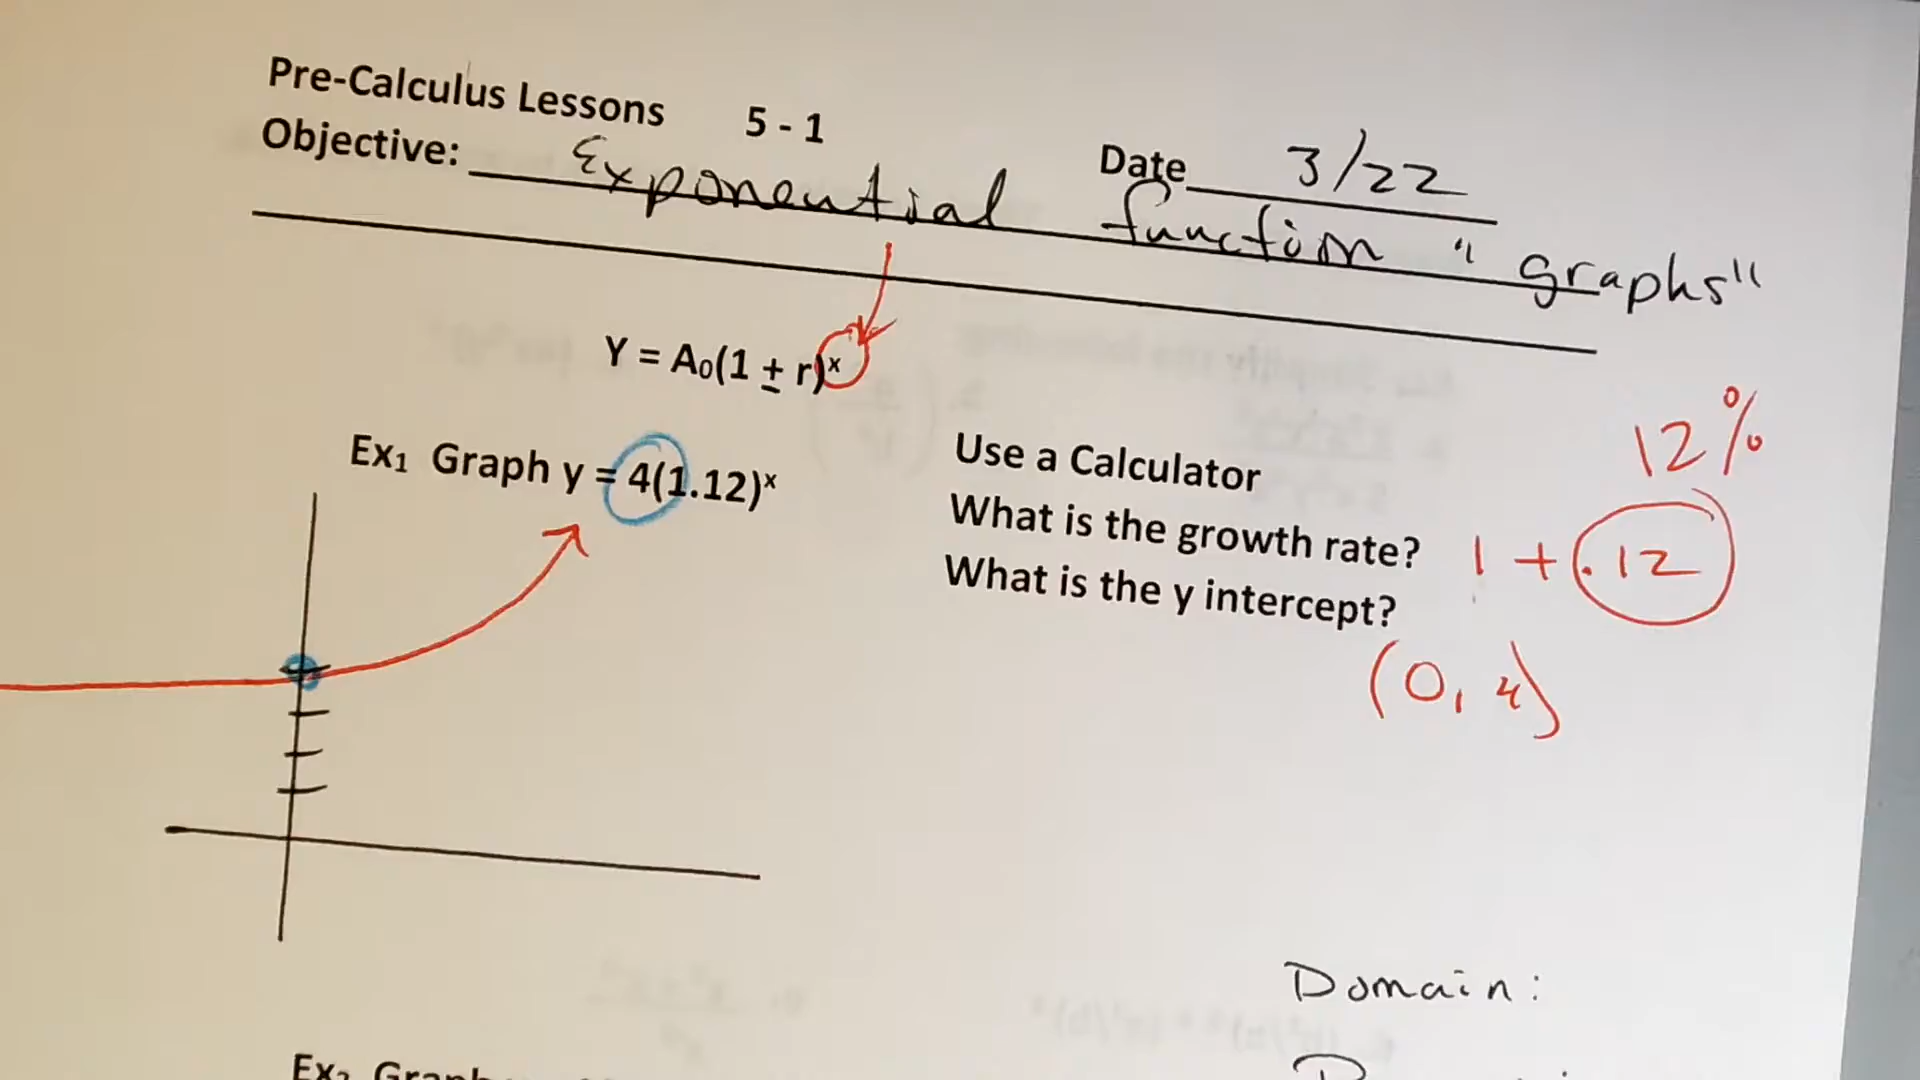 Pre-Calculus Lessons 5 - 1
Objective: Exponential function "graphs"
Date 3/22
Y = A₀(1 ± r)ˣ
Ex₁ Graph y = 4(1.12)ˣ
Use a Calculator
12%
What is the growth rate? 1 + .12
What is the y intercept?
(0, 4)
Domain: